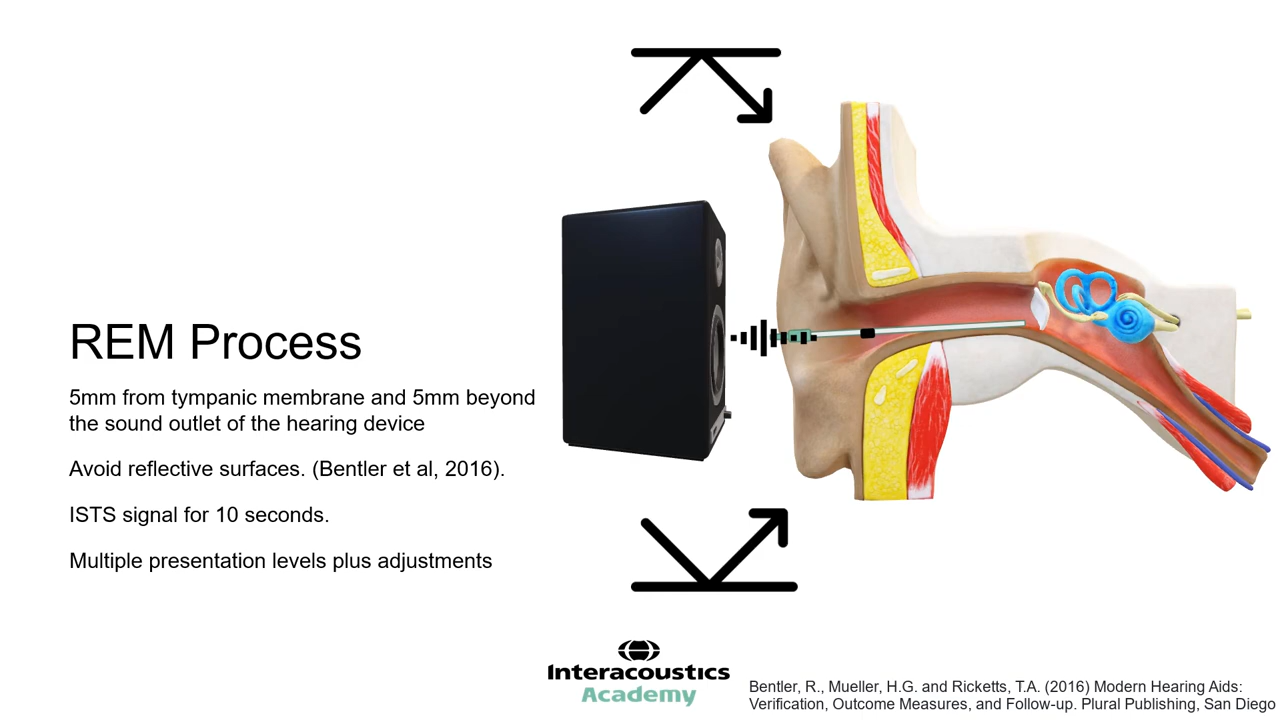 REM Process
5mm from tympanic membrane and 5mm beyond
the sound outlet of the hearing device
Avoid reflective surfaces. (Bentler et al, 2016).
ISTS signal for 10 seconds.
Multiple presentation levels plus adjustments
Interacoustics
Academy
Bentler, R., Mueller, H.G. and Ricketts, T.A. (2016) Modern Hearing Aids:
Verification, Outcome Measures, and Follow-up. Plural Publishing, San Diego